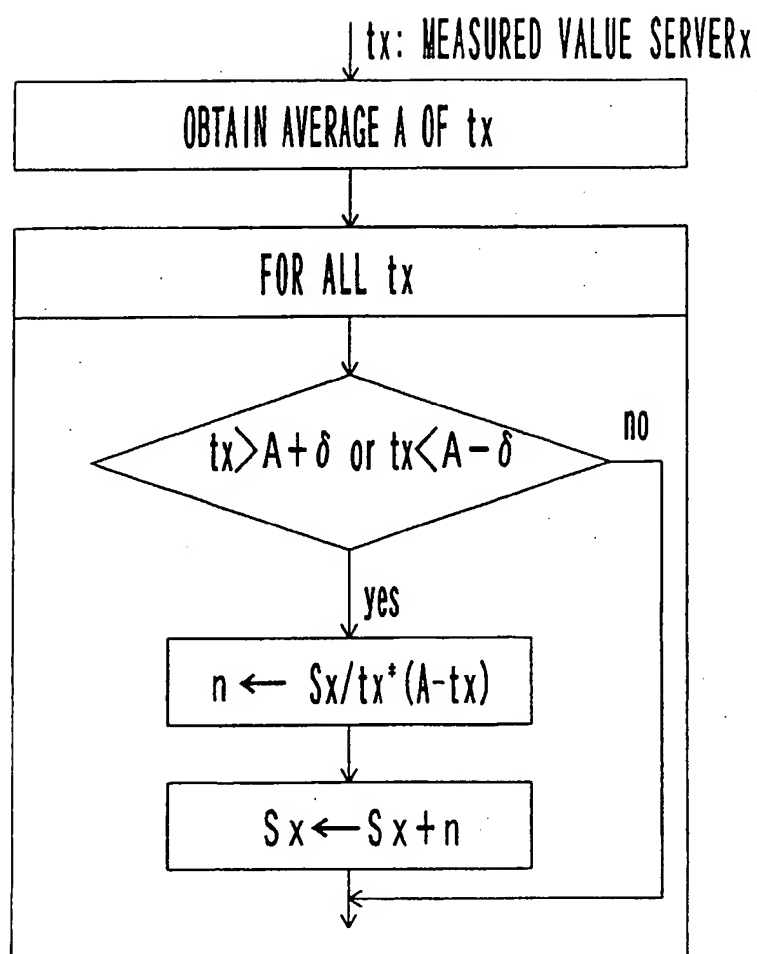 tx: MEASURED VALUE SERVERx
OBTAIN AVERAGE A OF tx
FOR ALL tx
tx>A+δ or tx<A-δ
no
yes
n ← Sx/tx*(A-tx)
Sx←Sx+n